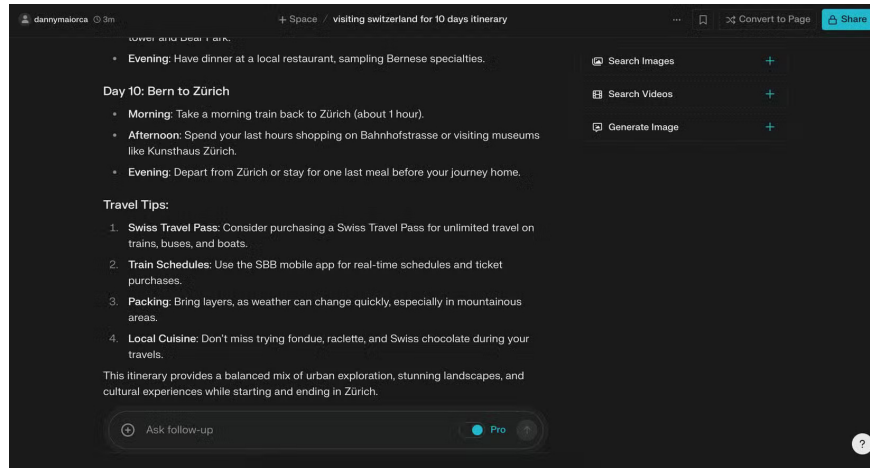 dannymaiorca 3m
+ Space / visiting switzerland for 10 days itinerary
... Convert to Page Share
tower and Bear Park.
• Evening: Have dinner at a local restaurant, sampling Bernese specialties.
Search Images +
Search Videos +
Generate Image +
Day 10: Bern to Zürich
• Morning: Take a morning train back to Zürich (about 1 hour).
• Afternoon: Spend your last hours shopping on Bahnhofstrasse or visiting museums
like Kunsthaus Zürich.
• Evening: Depart from Zürich or stay for one last meal before your journey home.
Travel Tips:
1. Swiss Travel Pass: Consider purchasing a Swiss Travel Pass for unlimited travel on
trains, buses, and boats.
2. Train Schedules: Use the SBB mobile app for real-time schedules and ticket
purchases.
3. Packing: Bring layers, as weather can change quickly, especially in mountainous
areas.
4. Local Cuisine: Don't miss trying fondue, raclette, and Swiss chocolate during your
travels.
This itinerary provides a balanced mix of urban exploration, stunning landscapes, and
cultural experiences while starting and ending in Zürich.
Ask follow-up
Pro
?